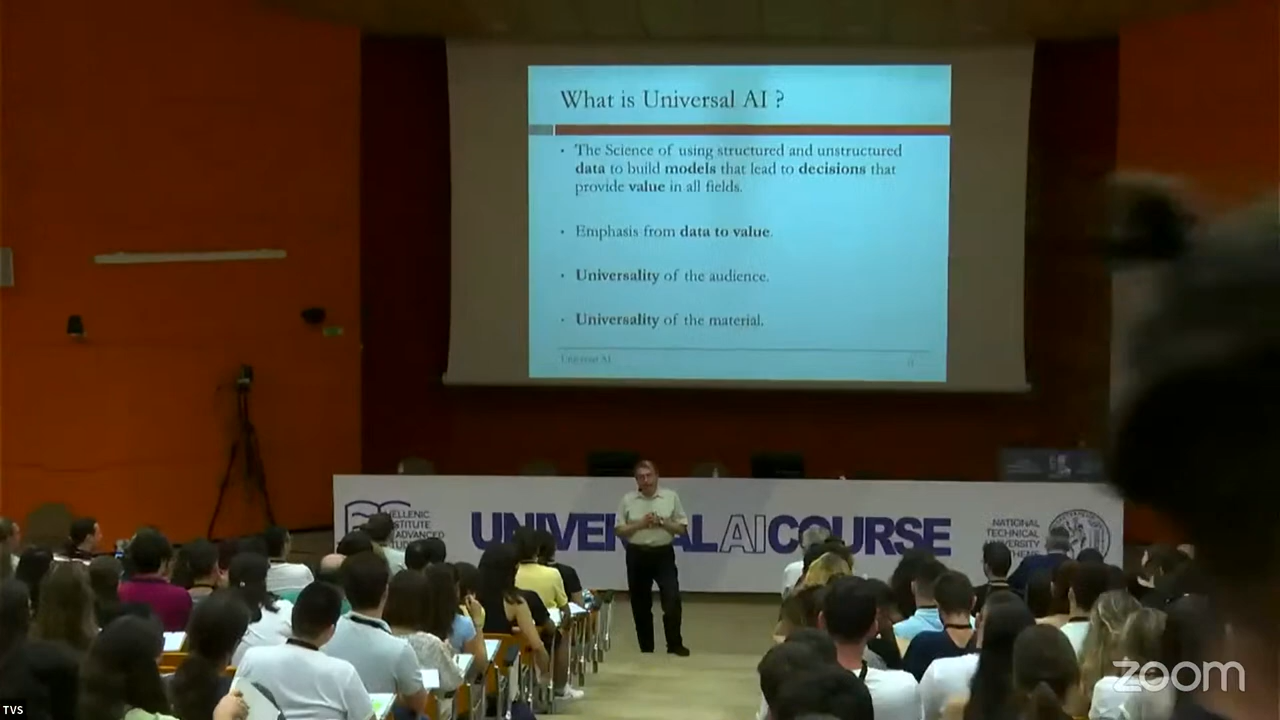 What is Universal AI ?
• The Science of using structured and unstructured
data to build models that lead to decisions that
provide value in all fields.
• Emphasis from data to value.
• Universality of the audience.
• Universality of the material.
Universal AI
HELLENIC
INSTITUTE
ADVANCED
UNIVERSAL AI COURSE
NATIONAL
TECHNICAL
UNIVERSITY
zoom
TVS